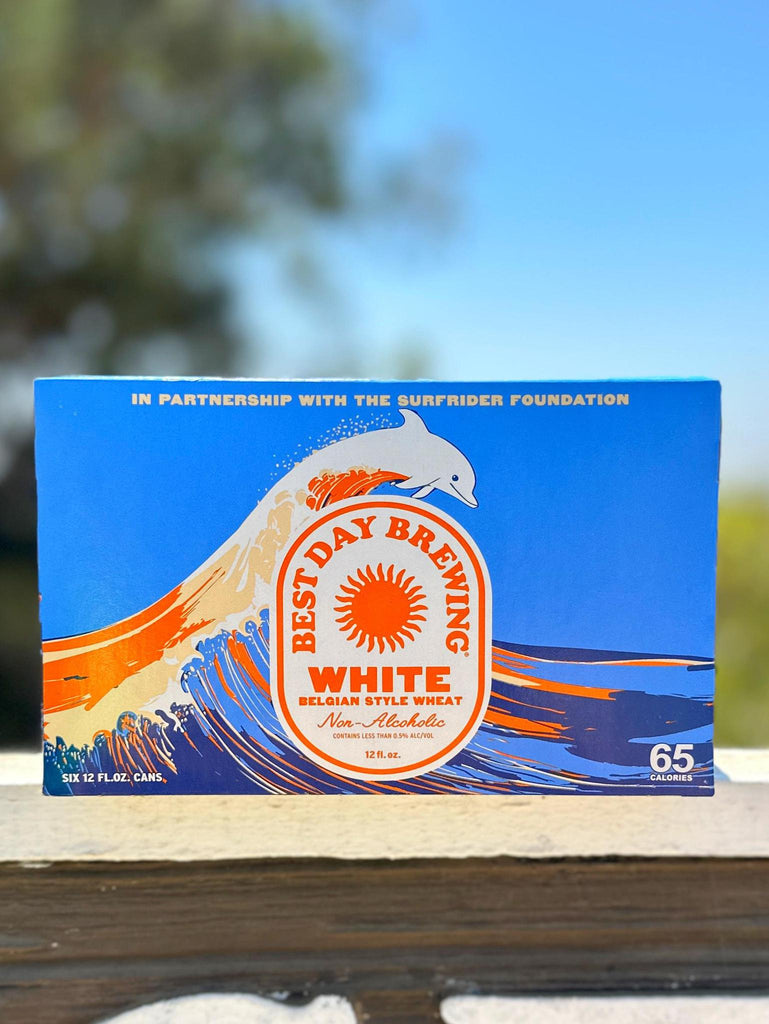 IN PARTNERSHIP WITH THE SURFRIDER FOUNDATION
BEST DAY BREWING®
WHITE
BELGIAN STYLE WHEAT
Non-Alcoholic
CONTAINS LESS THAN 0.5% ALC/VOL
12 fl. oz.
SIX 12 FL.OZ. CANS
65
CALORIES